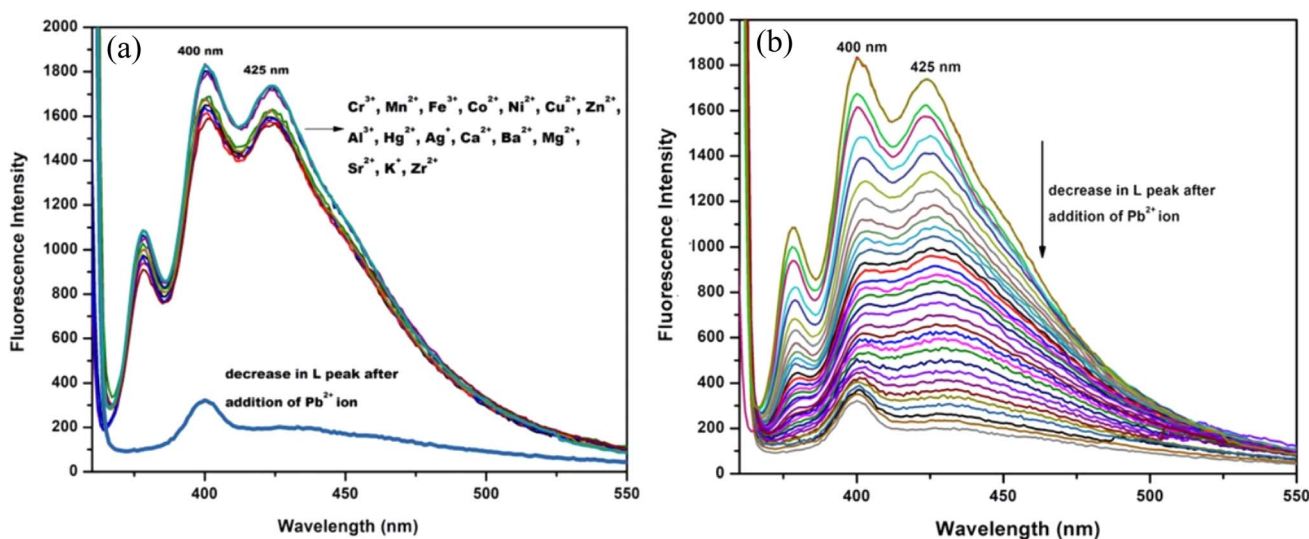 (a)
400 nm
425 nm
Cr³⁺, Mn²⁺, Fe³⁺, Co²⁺, Ni²⁺, Cu²⁺, Zn²⁺,
Al³⁺, Hg²⁺, Ag⁺, Ca²⁺, Ba²⁺, Mg²⁺,
Sr²⁺, K⁺, Zr²⁺
decrease in L peak after
addition of Pb²⁺ ion
Fluorescence Intensity
2000
1800
1600
1400
1200
1000
800
600
400
200
0
400
450
500
550
Wavelength (nm)
(b)
400 nm
425 nm
decrease in L peak after
addition of Pb²⁺ ion
Fluorescence Intensity
2000
1800
1600
1400
1200
1000
800
600
400
200
0
400
450
500
550
Wavelength (nm)